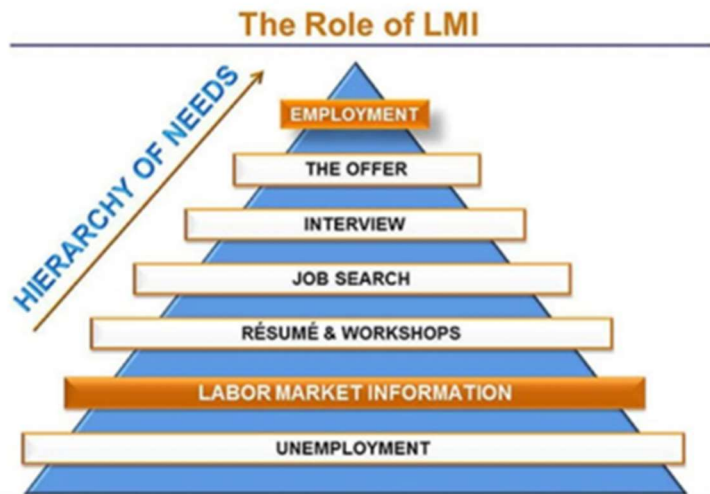 The Role of LMI
HIERARCHY OF NEEDS
EMPLOYMENT
THE OFFER
INTERVIEW
JOB SEARCH
RÉSUMÉ & WORKSHOPS
LABOR MARKET INFORMATION
UNEMPLOYMENT